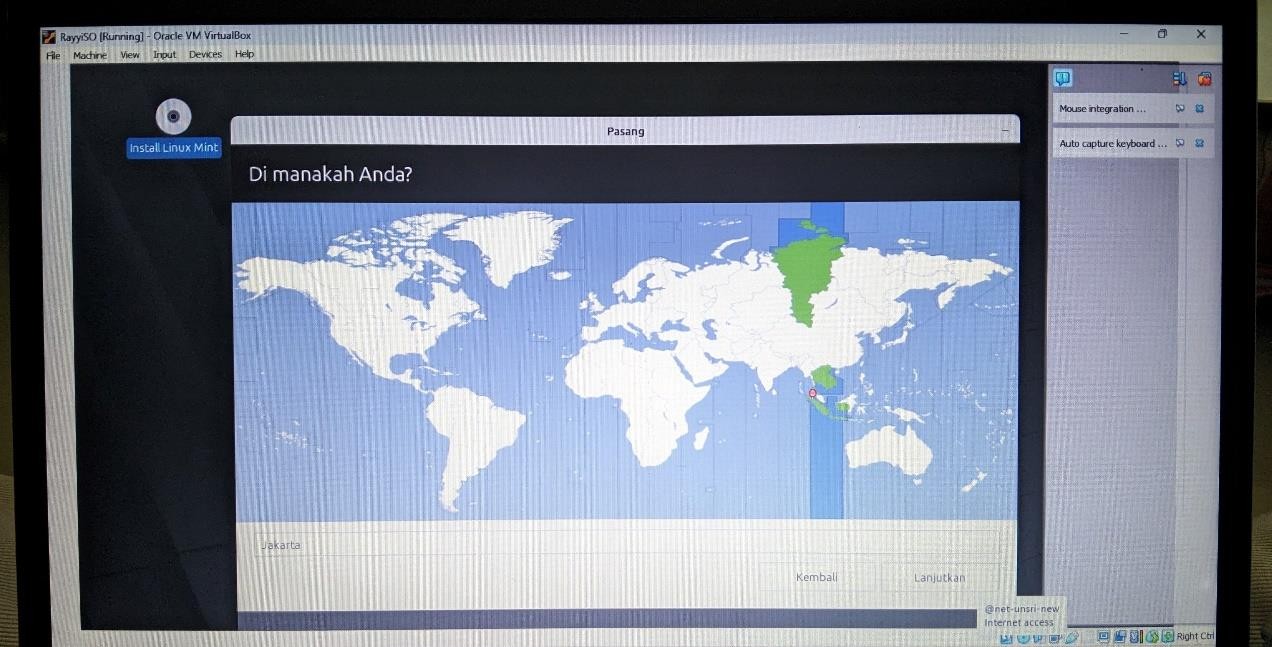 RayyiSO [Running] - Oracle VM VirtualBox
File Machine View Input Devices Help
Install Linux Mint
Pasang
Mouse integration ...
Auto capture keyboard ...
Di manakah Anda?
Jakarta
Kembali Lanjutkan
@net-unsri-new
Internet access
Right Ctrl